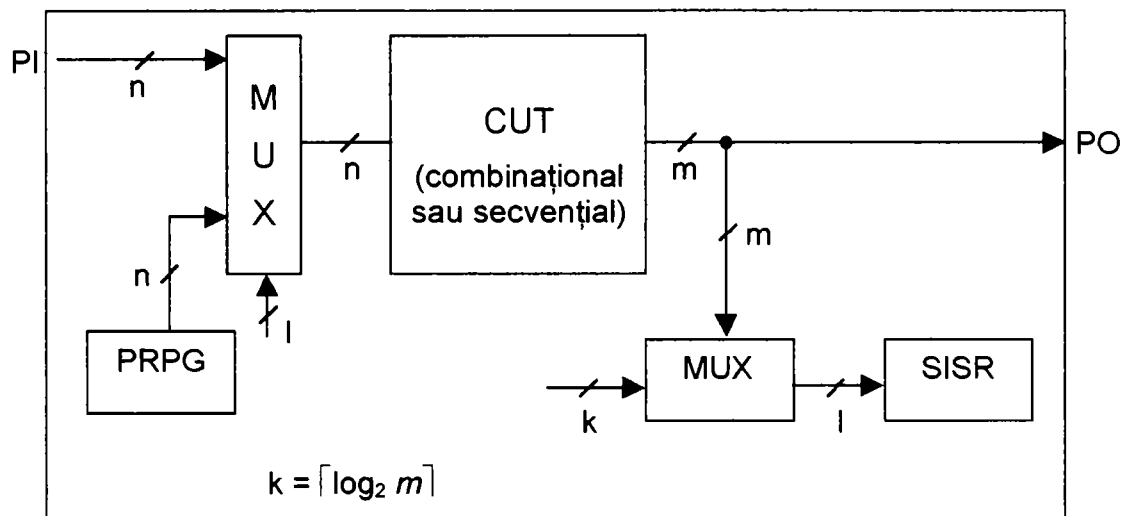 PI
n
M
U
X
n
CUT
(combinațional
sau secvențial)
m
PO
m
n
l
PRPG
k
MUX
l
SISR
k = ⌈log₂ m⌉